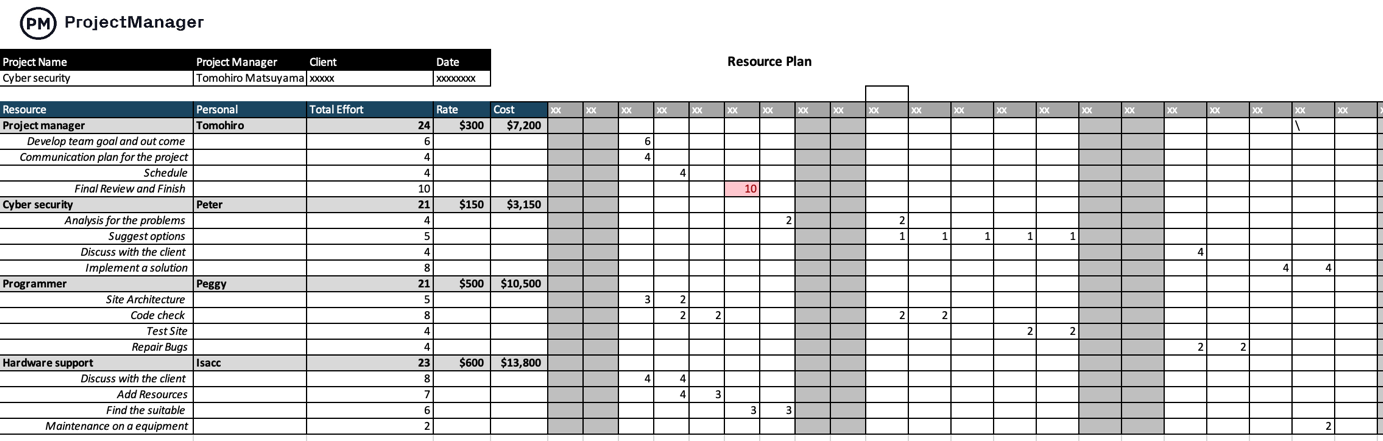 PM ProjectManager
Project Name Project Manager Client Date Resource Plan
Cyber security Tomohiro Matsuyama xxxxx xxxxxxxx
Resource Personal Total Effort Rate Cost xx xx xx xx xx xx xx xx xx xx xx xx xx xx xx xx xx xx xx xx xx
Project manager Tomohiro 24 $300 $7,200 \
Develop team goal and out come 6 6
Communication plan for the project 4 4
Schedule 4 4
Final Review and Finish 10 10
Cyber security Peter 21 $150 $3,150
Analysis for the problems 4 2 2
Suggest options 5 1 1 1 1 1
Discuss with the client 4 4
Implement a solution 8 4 4
Programmer Peggy 21 $500 $10,500
Site Architecture 5 3 2
Code check 8 2 2 2 2
Test Site 4 2 2
Repair Bugs 4 2 2
Hardware support Isacc 23 $600 $13,800
Discuss with the client 8 4 4
Add Resources 7 4 3
Find the suitable 6 3 3
Maintenance on a equipment 2 2